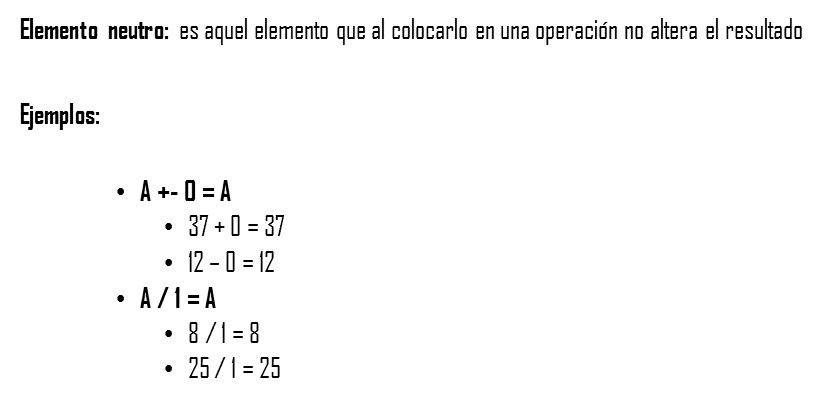 Elemento neutro: es aquel elemento que al colocarlo en una operación no altera el resultado
Ejemplos:
• A +- 0 = A
• 37 + 0 = 37
• 12 – 0 = 12
• A / 1 = A
• 8 / 1 = 8
• 25 / 1 = 25